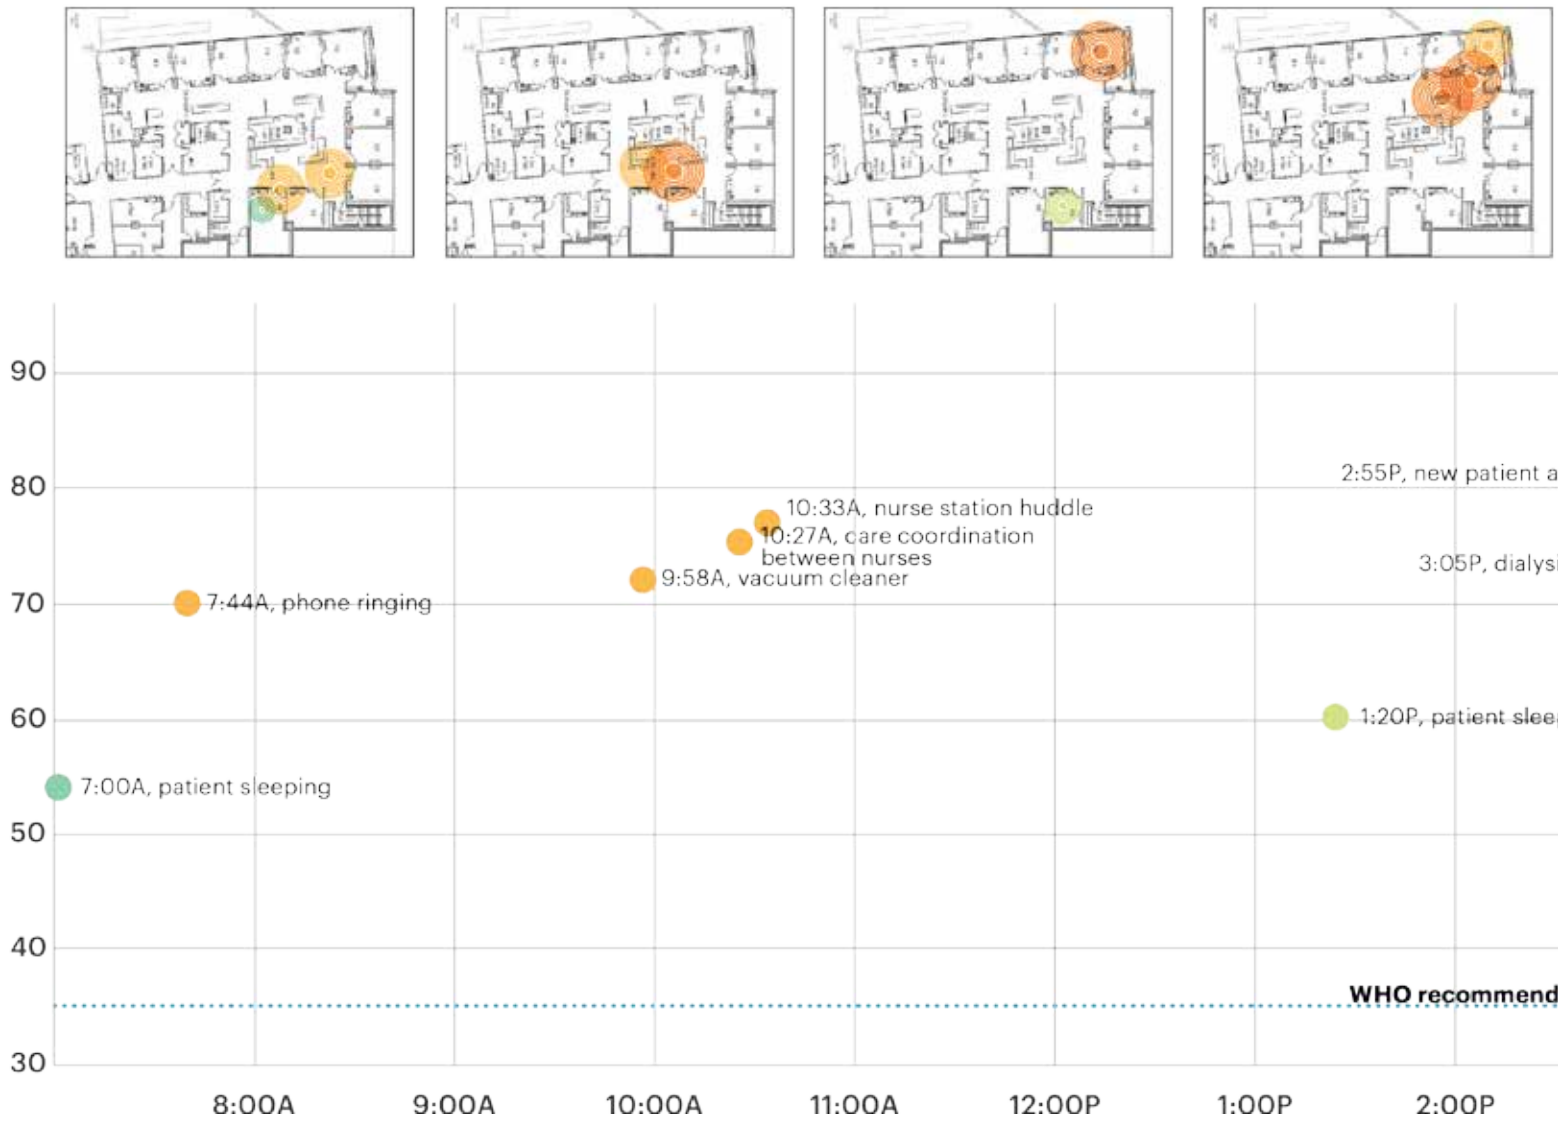 90
80
70
60
50
40
30
2:55P, new patient a
10:33A, nurse station huddle
10:27A, care coordination
between nurses
9:58A, vacuum cleaner
3:05P, dialysi
7:44A, phone ringing
1:20P, patient slee
7:00A, patient sleeping
WHO recommend
8:00A 9:00A 10:00A 11:00A 12:00P 1:00P 2:00P